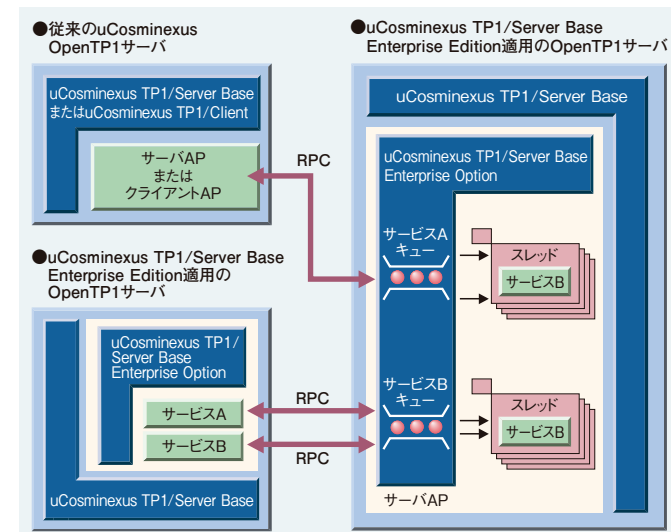 ●従来のuCosminexus
OpenTP1サーバ
uCosminexus TP1/Server Base
またはuCosminexus TP1/Client
サーバAP
または
クライアントAP
RPC
●uCosminexus TP1/Server Base
Enterprise Edition適用の
OpenTP1サーバ
uCosminexus TP1/
Server Base
Enterprise Option
サービスA
サービスB
uCosminexus TP1/Server Base
RPC
RPC
●uCosminexus TP1/Server Base
Enterprise Edition適用のOpenTP1サーバ
uCosminexus TP1/Server Base
uCosminexus TP1/Server Base
Enterprise Option
サービスA
キュー
スレッド
サービスB
サービスB
キュー
スレッド
サービスB
サーバAP